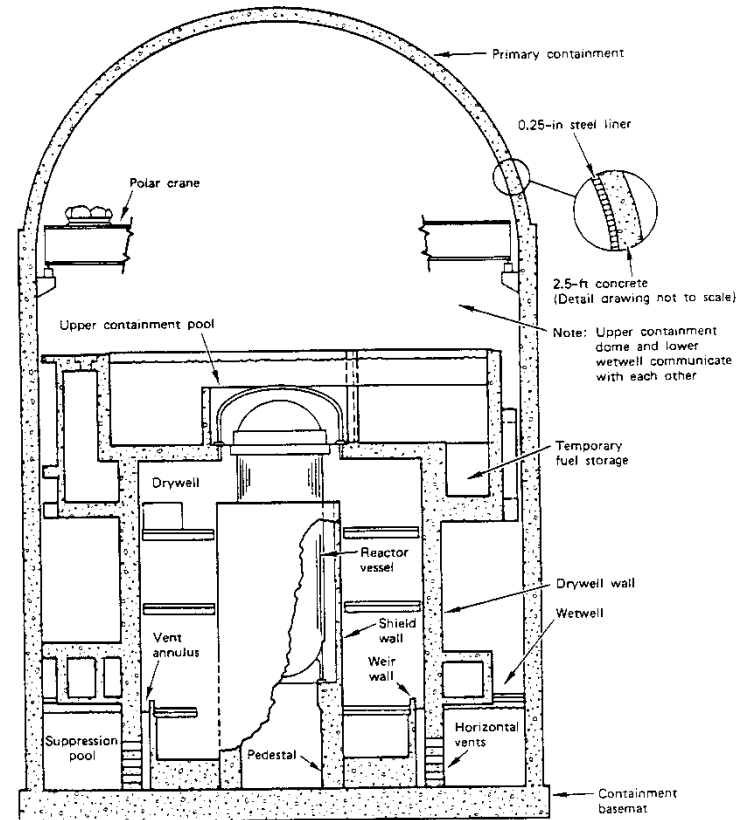 Primary containment
0.25-in steel liner
Polar crane
2.5-ft concrete
(Detail drawing not to scale)
Upper containment pool
Note: Upper containment
dome and lower
wetwell communicate
with each other
Temporary
fuel storage
Drywell
Reactor
vessel
Drywell wall
Wetwell
Shield
wall
Vent
annulus
Weir
wall
Suppression
pool
Pedestal
Horizontal
vents
Containment
basemat